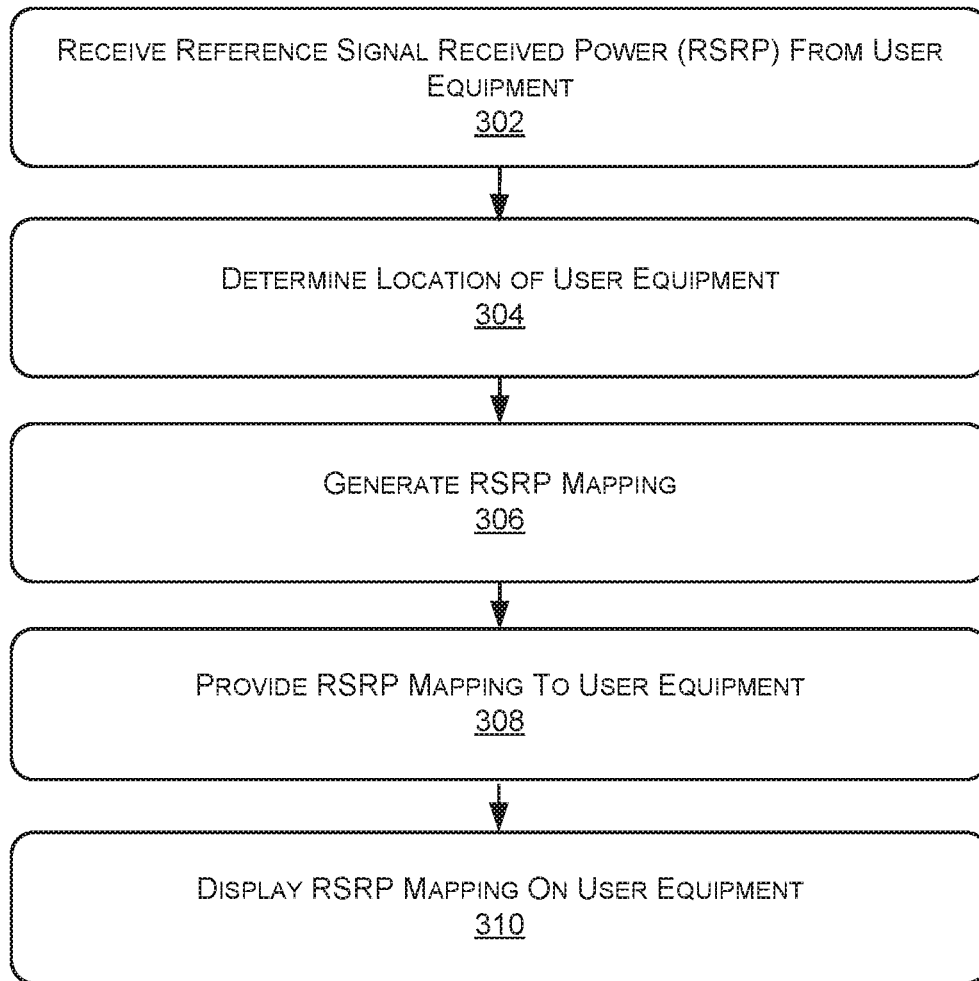 RECEIVE REFERENCE SIGNAL RECEIVED POWER (RSRP) FROM USER
EQUIPMENT
302
DETERMINE LOCATION OF USER EQUIPMENT
304
GENERATE RSRP MAPPING
306
PROVIDE RSRP MAPPING TO USER EQUIPMENT
308
DISPLAY RSRP MAPPING ON USER EQUIPMENT
310